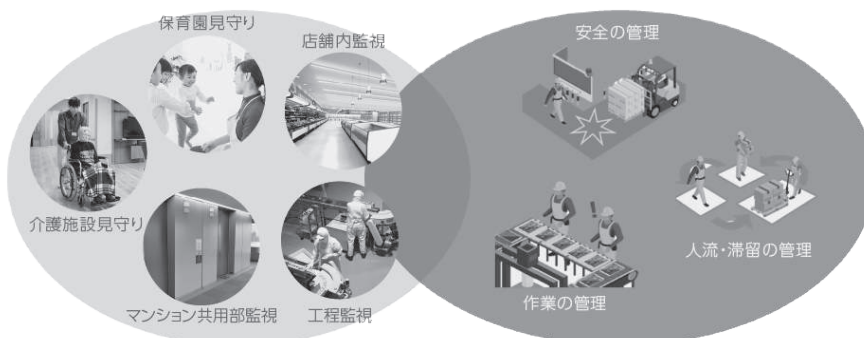 保育園見守り
店舗内監視
介護施設見守り
マンション共用部監視
工程監視
安全の管理
人流・滞留の管理
作業の管理